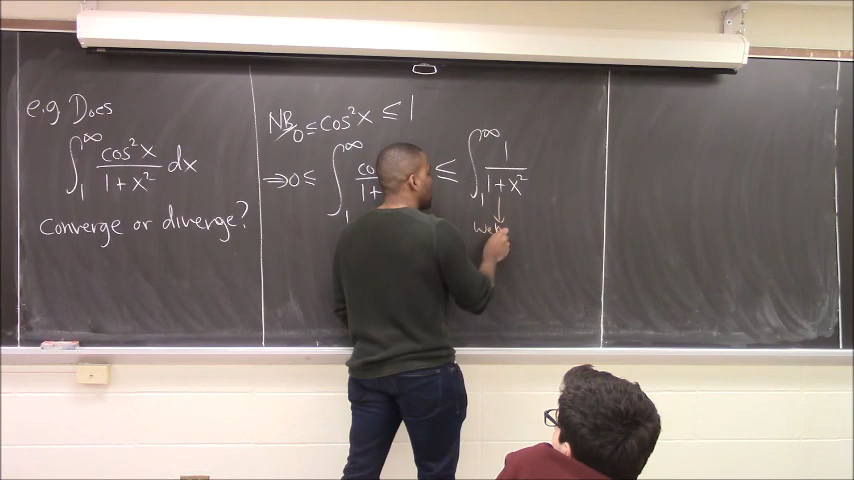 e.g Does
∫₁^∞ cos²x / 1+x² dx
converge or diverge?
NB/ 0 ≤ cos²x ≤ 1
⇒ 0 ≤ ∫₁^∞ co / 1+ ≤ ∫₁^∞ 1 / 1+x²
↓